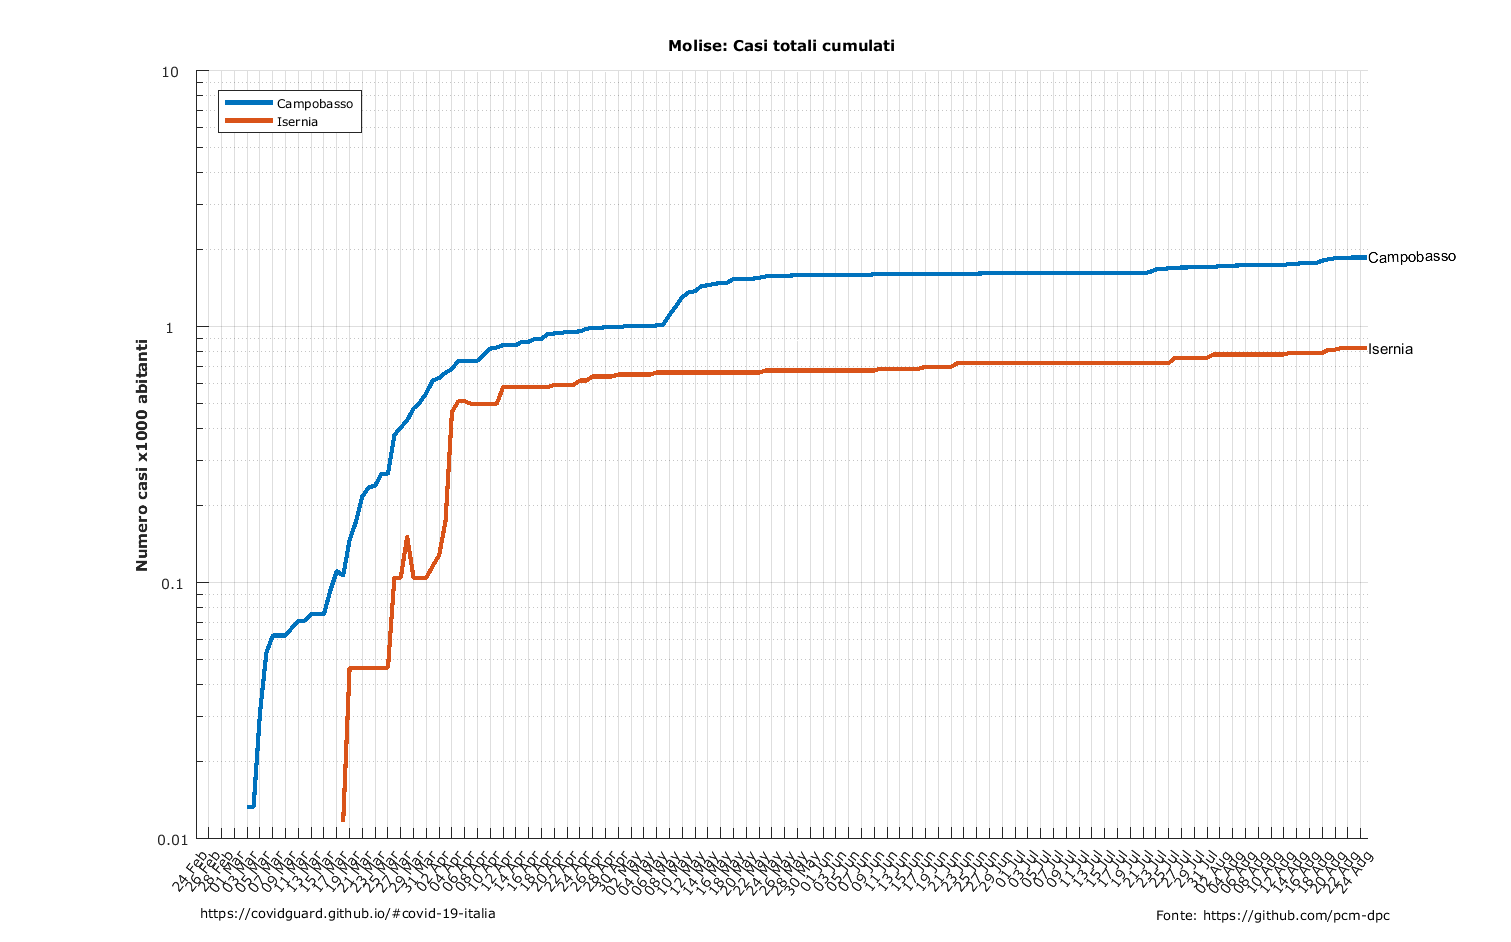 Molise: Casi totali cumulati
10
1
0.1
0.01
Numero casi x1000 abitanti
Campobasso
Isernia
Campobasso
Isernia
24 Feb
26 Feb
28 Feb
01 Mar
03 Mar
05 Mar
07 Mar
09 Mar
11 Mar
13 Mar
15 Mar
17 Mar
19 Mar
21 Mar
23 Mar
25 Mar
27 Mar
29 Mar
31 Mar
02 Apr
04 Apr
06 Apr
08 Apr
10 Apr
12 Apr
14 Apr
16 Apr
18 Apr
20 Apr
22 Apr
24 Apr
26 Apr
28 Apr
30 Apr
02 May
04 May
06 May
08 May
10 May
12 May
14 May
16 May
18 May
20 May
22 May
24 May
26 May
28 May
30 May
01 Jun
03 Jun
05 Jun
07 Jun
09 Jun
11 Jun
13 Jun
15 Jun
17 Jun
19 Jun
21 Jun
23 Jun
25 Jun
27 Jun
29 Jun
01 Jul
03 Jul
05 Jul
07 Jul
09 Jul
11 Jul
13 Jul
15 Jul
17 Jul
19 Jul
21 Jul
23 Jul
25 Jul
27 Jul
29 Jul
31 Jul
02 Aug
04 Aug
06 Aug
08 Aug
10 Aug
12 Aug
14 Aug
16 Aug
18 Aug
20 Aug
22 Aug
24 Aug
https://covidguard.github.io/#covid-19-italia
Fonte: https://github.com/pcm-dpc